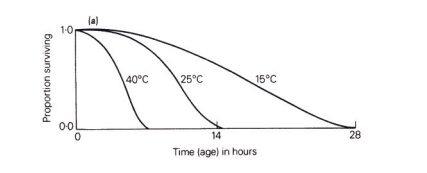 (a)
1·0
Proportion surviving
40°C
25°C
15°C
0·0
0
14
28
Time (age) in hours